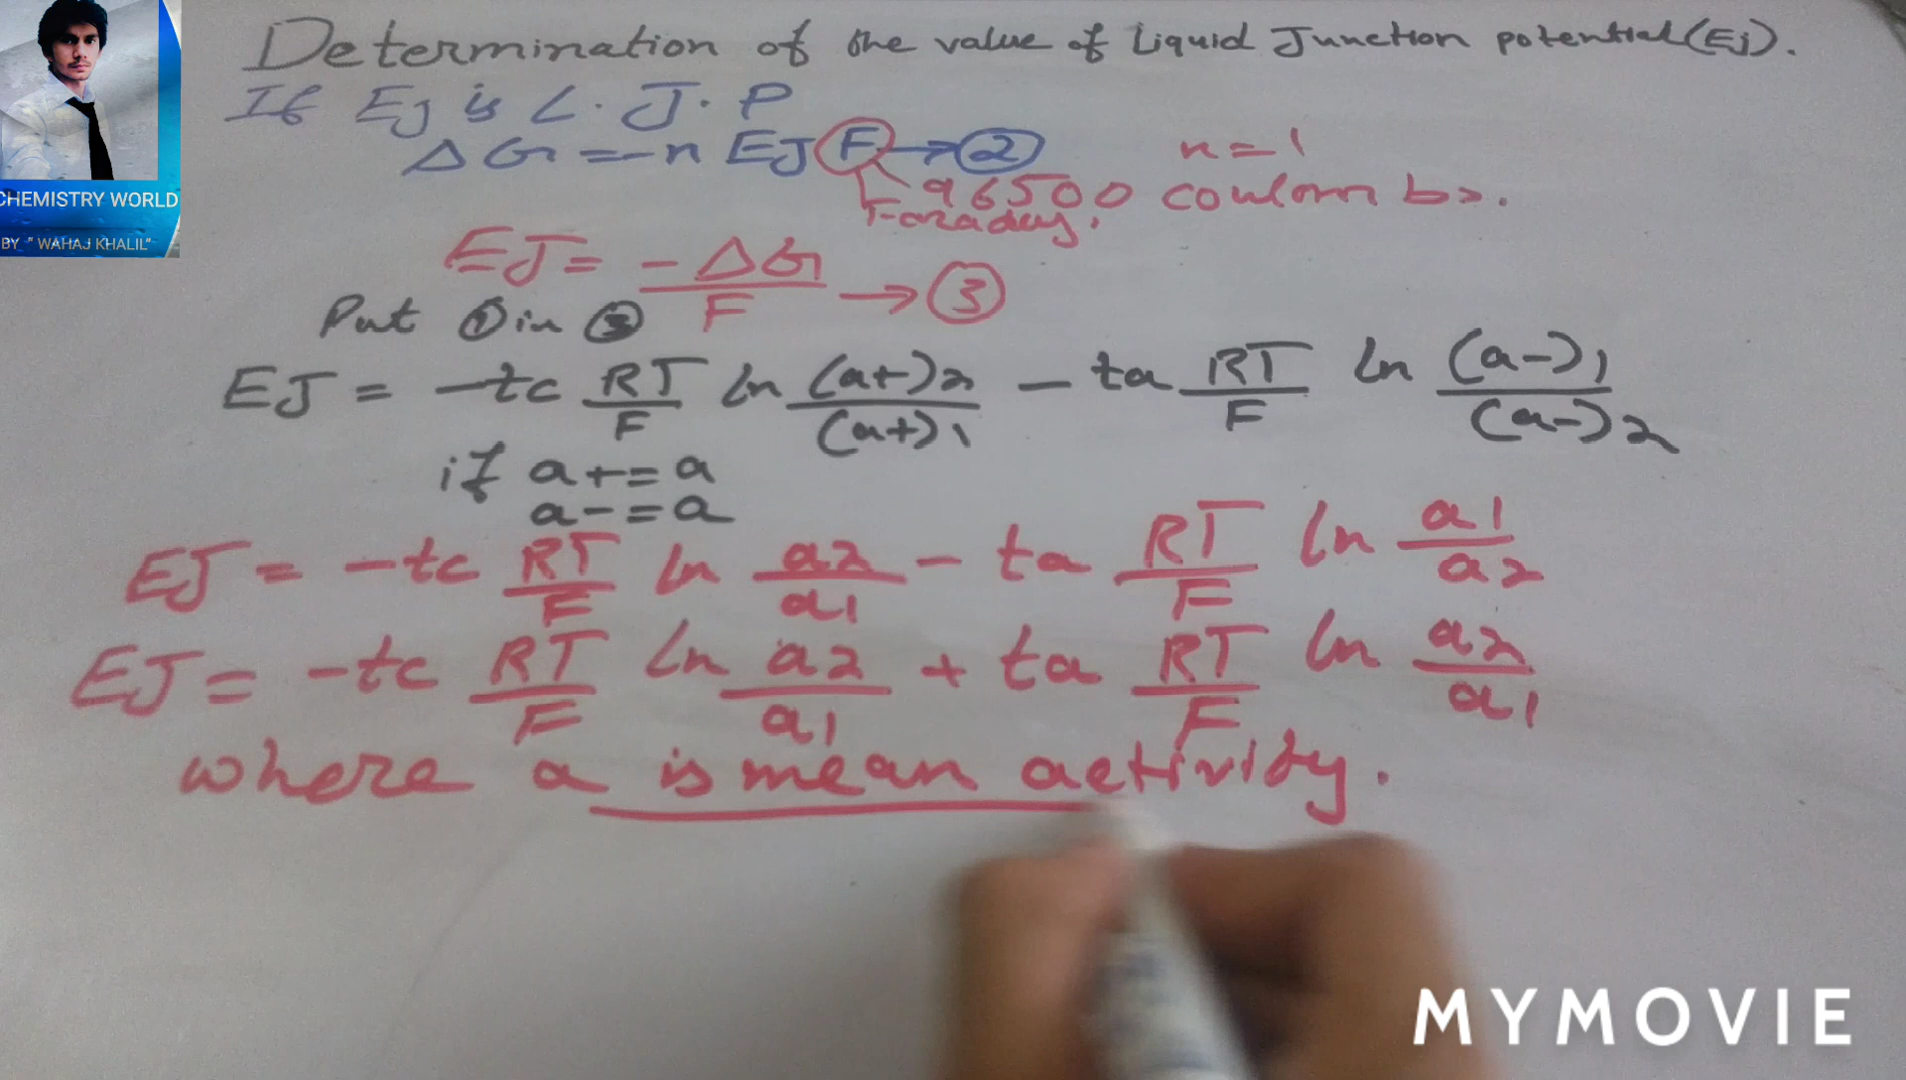 Determination of the value of Liquid Junction potential (Ej).
If EJ is L.J.P
ΔG = -n EJ F → ②
n = 1
96500 coulombs.
Faraday.
CHEMISTRY WORLD
BY "WAHAJ KHALIL"
EJ = -ΔG / F → ③
Put ① in ③
EJ = -tc RT/F ln (a+)2/(a+)1 - ta RT/F ln (a-)1/(a-)2
if a+ = a
a- = a
EJ = -tc RT/F ln a2/a1 - ta RT/F ln a1/a2
EJ = -tc RT/F ln a2/a1 + ta RT/F ln a2/a1
where a is mean activity.
MYMOVIE